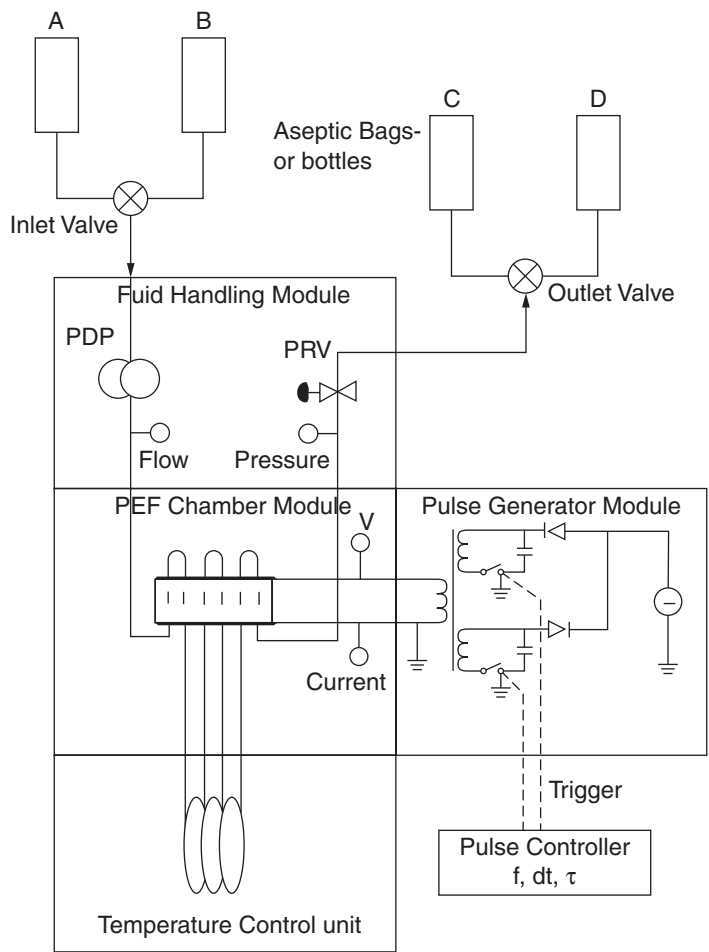 A
B
C
D
Aseptic Bags-
or bottles
Inlet Valve
Outlet Valve
Fuid Handling Module
PDP
PRV
Flow
Pressure
PEF Chamber Module
Pulse Generator Module
V
Current
Trigger
Pulse Controller
f, dt, τ
Temperature Control unit